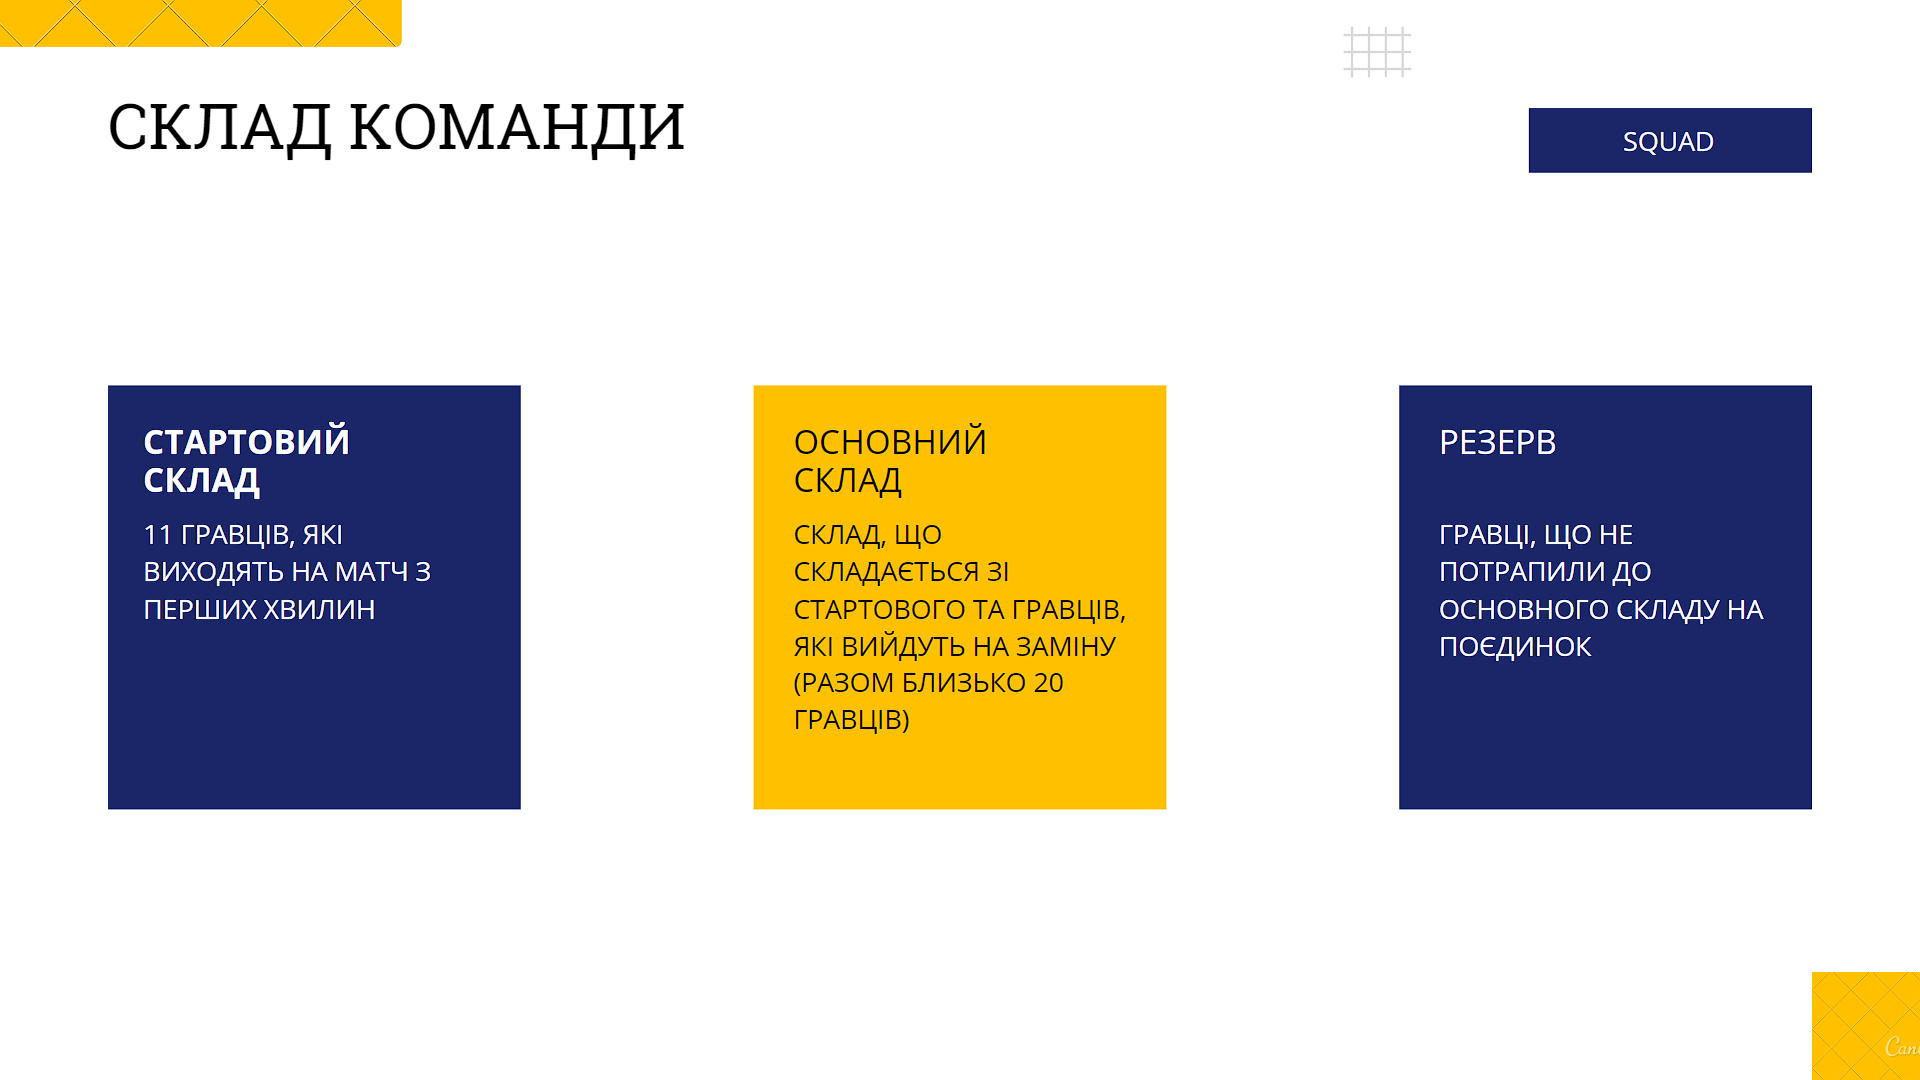 СКЛАД КОМАНДИ
SQUAD
СТАРТОВИЙ
СКЛАД
11 ГРАВЦІВ, ЯКІ
ВИХОДЯТЬ НА МАТЧ З
ПЕРШИХ ХВИЛИН
ОСНОВНИЙ
СКЛАД
СКЛАД, ЩО
СКЛАДАЄТЬСЯ ЗІ
СТАРТОВОГО ТА ГРАВЦІВ,
ЯКІ ВИЙДУТЬ НА ЗАМІНУ
(РАЗОМ БЛИЗЬКО 20
ГРАВЦІВ)
РЕЗЕРВ
ГРАВЦІ, ЩО НЕ
ПОТРАПИЛИ ДО
ОСНОВНОГО СКЛАДУ НА
ПОЄДИНОК